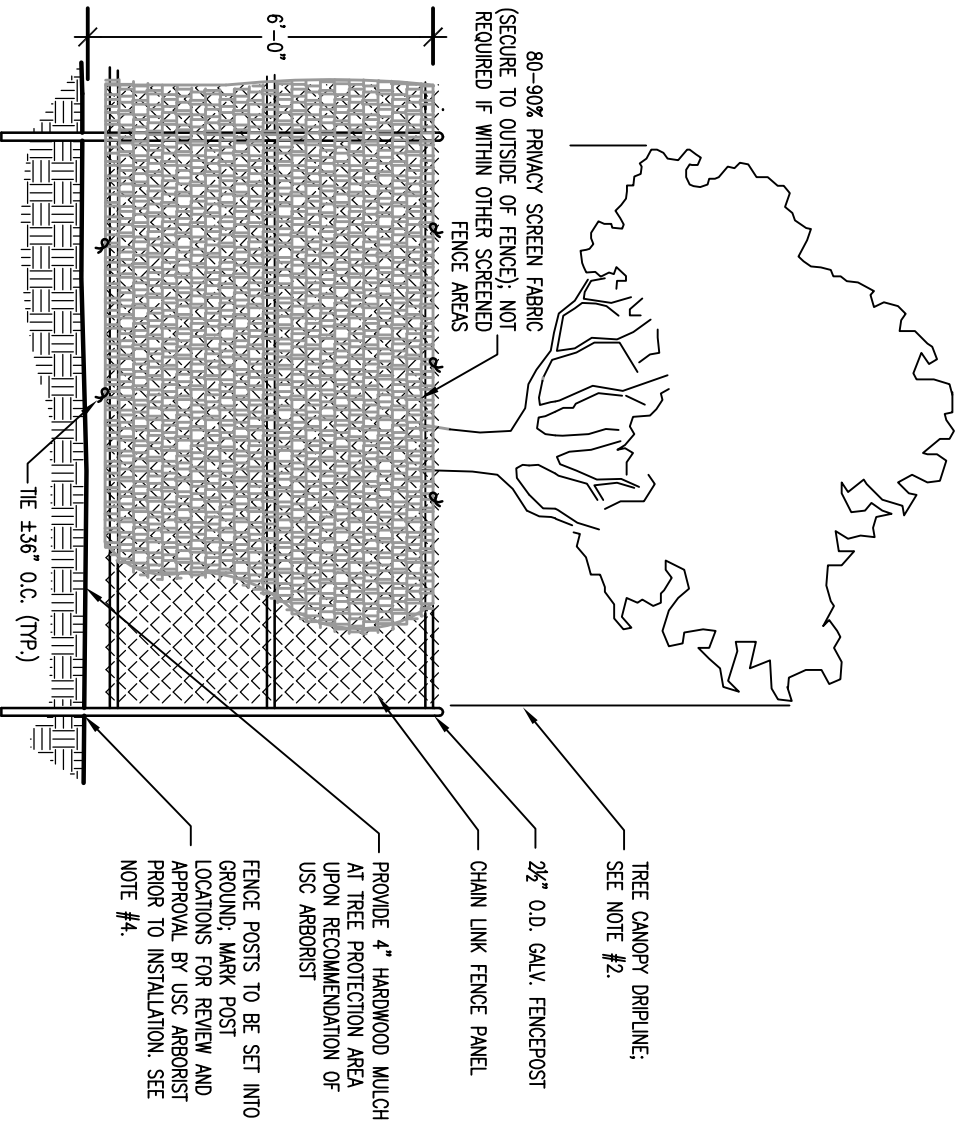 6'-0"
80-90% PRIVACY SCREEN FABRIC
(SECURE TO OUTSIDE OF FENCE); NOT
REQUIRED IF WITHIN OTHER SCREENED
FENCE AREAS
TIE ±36" O.C. (TYP.)
TREE CANOPY DRIPLINE;
SEE NOTE #2.
2½" O.D. GALV. FENCEPOST
CHAIN LINK FENCE PANEL
PROVIDE 4" HARDWOOD MULCH
AT TREE PROTECTION AREA
UPON RECOMMENDATION OF
USC ARBORIST
FENCE POSTS TO BE SET INTO
GROUND; MARK POST
LOCATIONS FOR REVIEW AND
APPROVAL BY USC ARBORIST
PRIOR TO INSTALLATION. SEE
NOTE #4.